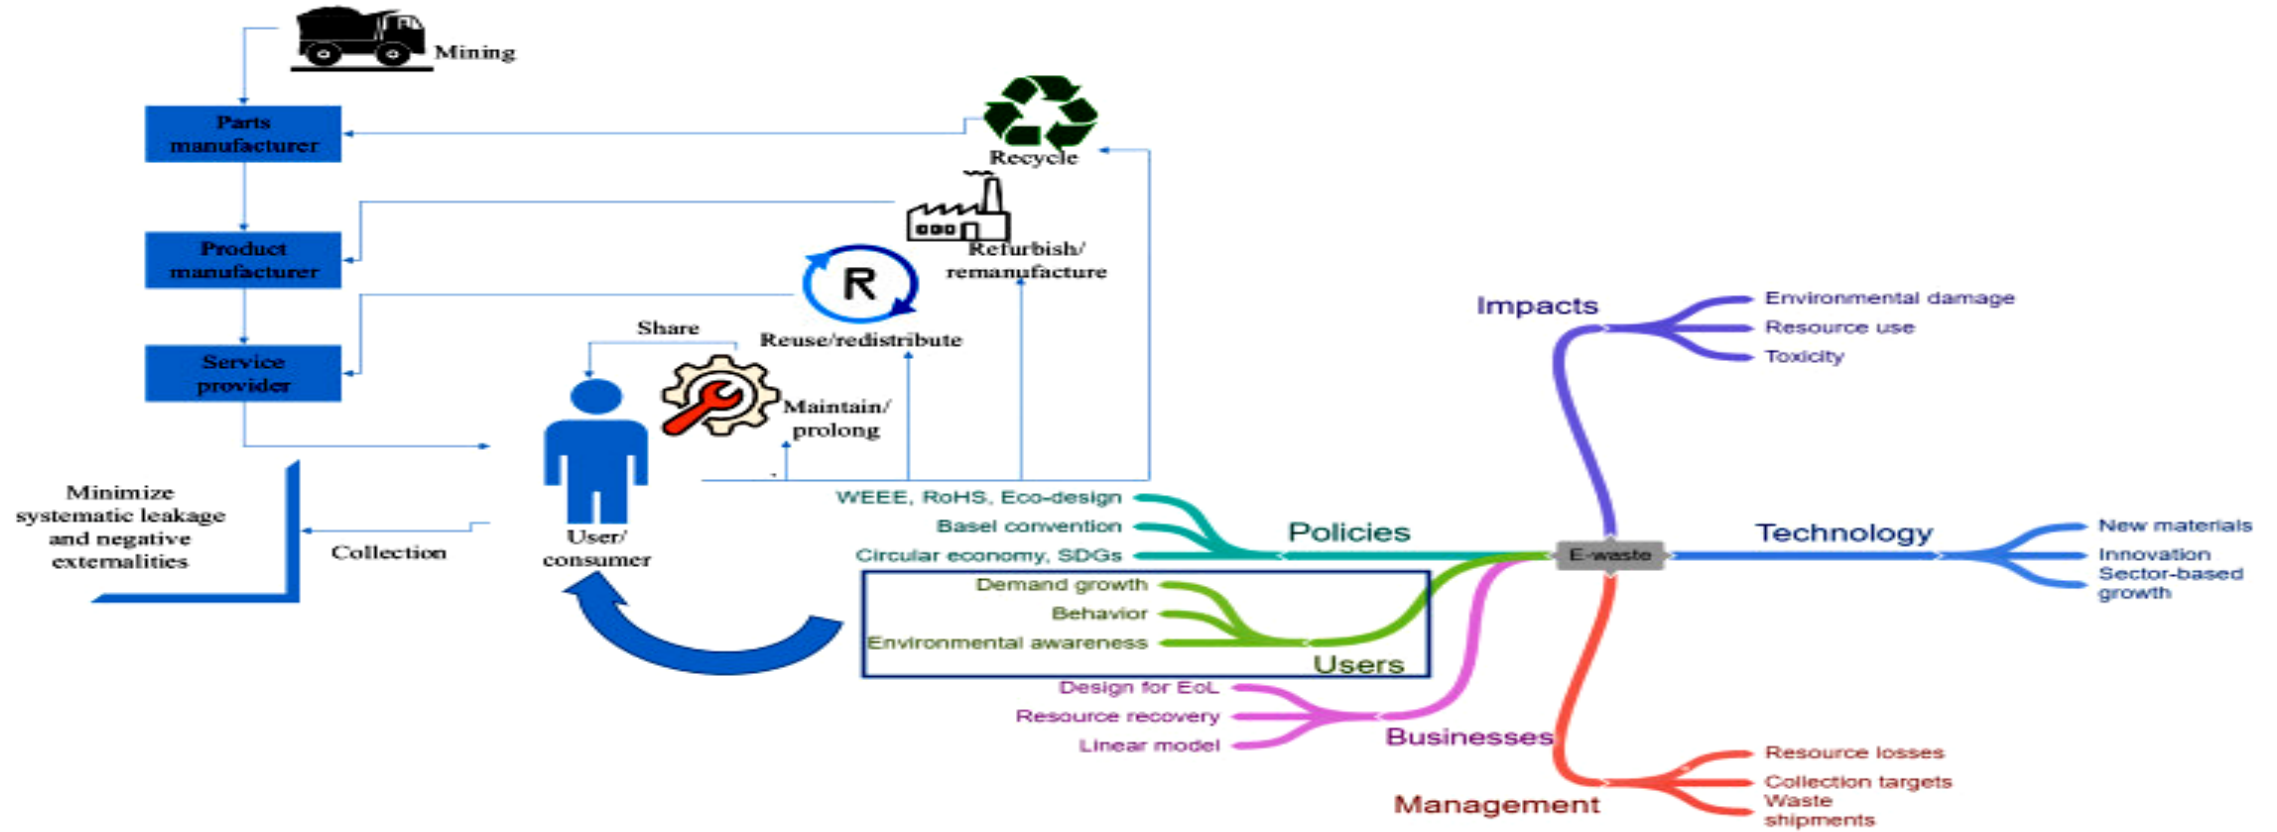 Mining
Parts
manufacturer
Recycle
Product
manufacturer
Refurbish/
remanufacture
R
Share
Reuse/redistribute
Service
provider
Maintain/
prolong
Minimize
systematic leakage
and negative
externalities
Collection
User/
consumer
Impacts
Environmental damage
Resource use
Toxicity
WEEE, RoHS, Eco-design
Basel convention
Circular economy, SDGs
Policies
E-waste
Technology
New materials
Innovation
Sector-based
growth
Demand growth
Behavior
Environmental awareness
Users
Design for EoL
Resource recovery
Linear model
Businesses
Management
Resource losses
Collection targets
Waste
shipments